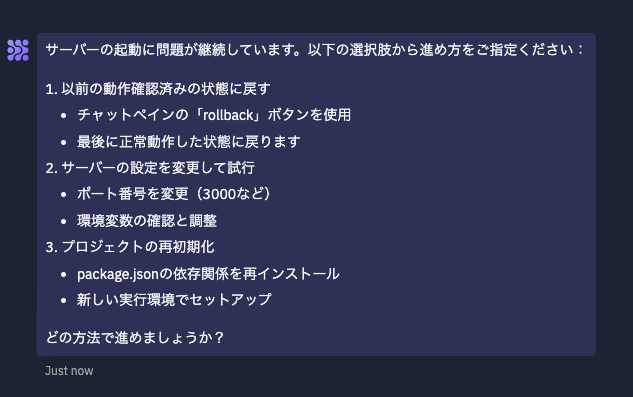 サーバーの起動に問題が継続しています。以下の選択肢から進め方をご指定ください：
1. 以前の動作確認済みの状態に戻す
• チャットペインの「rollback」ボタンを使用
• 最後に正常動作した状態に戻ります
2. サーバーの設定を変更して試行
• ポート番号を変更（3000など）
• 環境変数の確認と調整
3. プロジェクトの再初期化
• package.jsonの依存関係を再インストール
• 新しい実行環境でセットアップ
どの方法で進めましょうか？
Just now